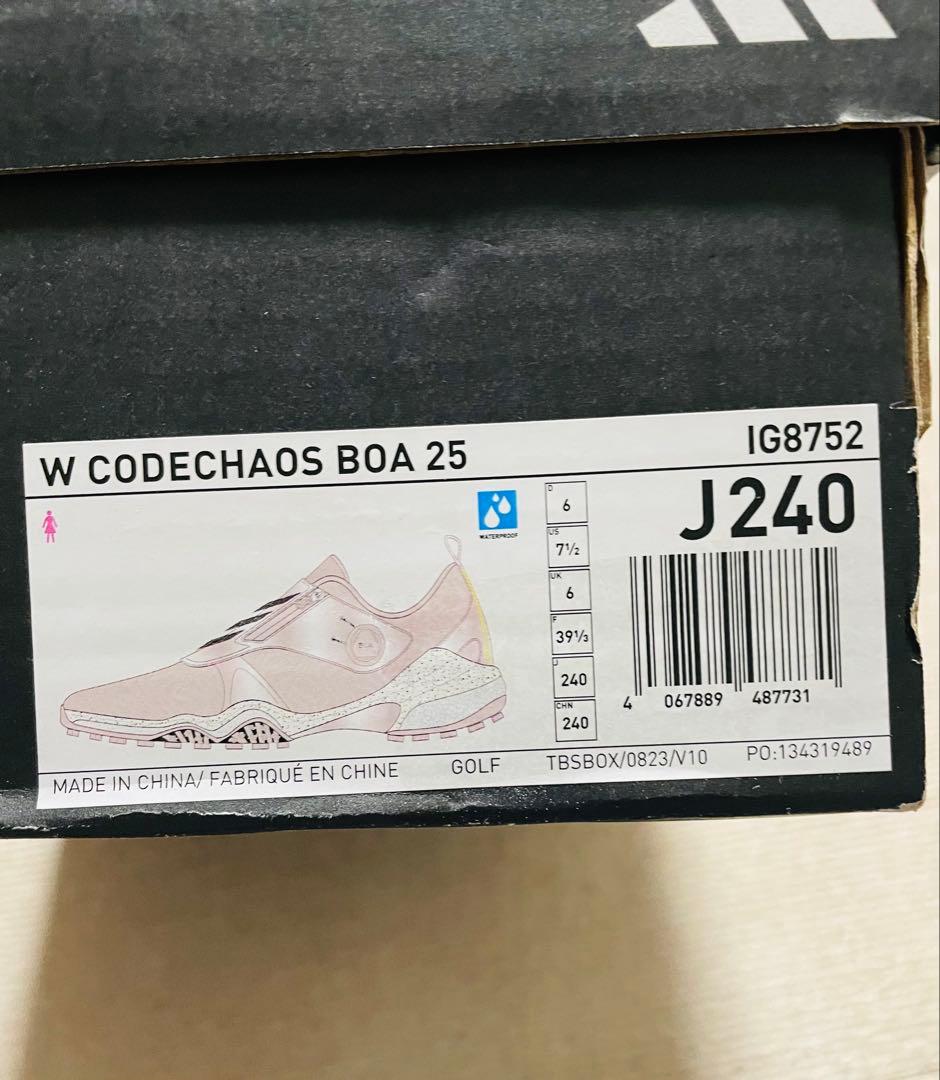 W CODECHAOS BOA 25
IG8752
J 240
WATERPROOF
D
6
US
7½
UK
6
F
39⅓
J
240
CHN
240
4 067889 487731
MADE IN CHINA/ FABRIQUÉ EN CHINE
GOLF
TBSBOX/0823/V10
PO:134319489